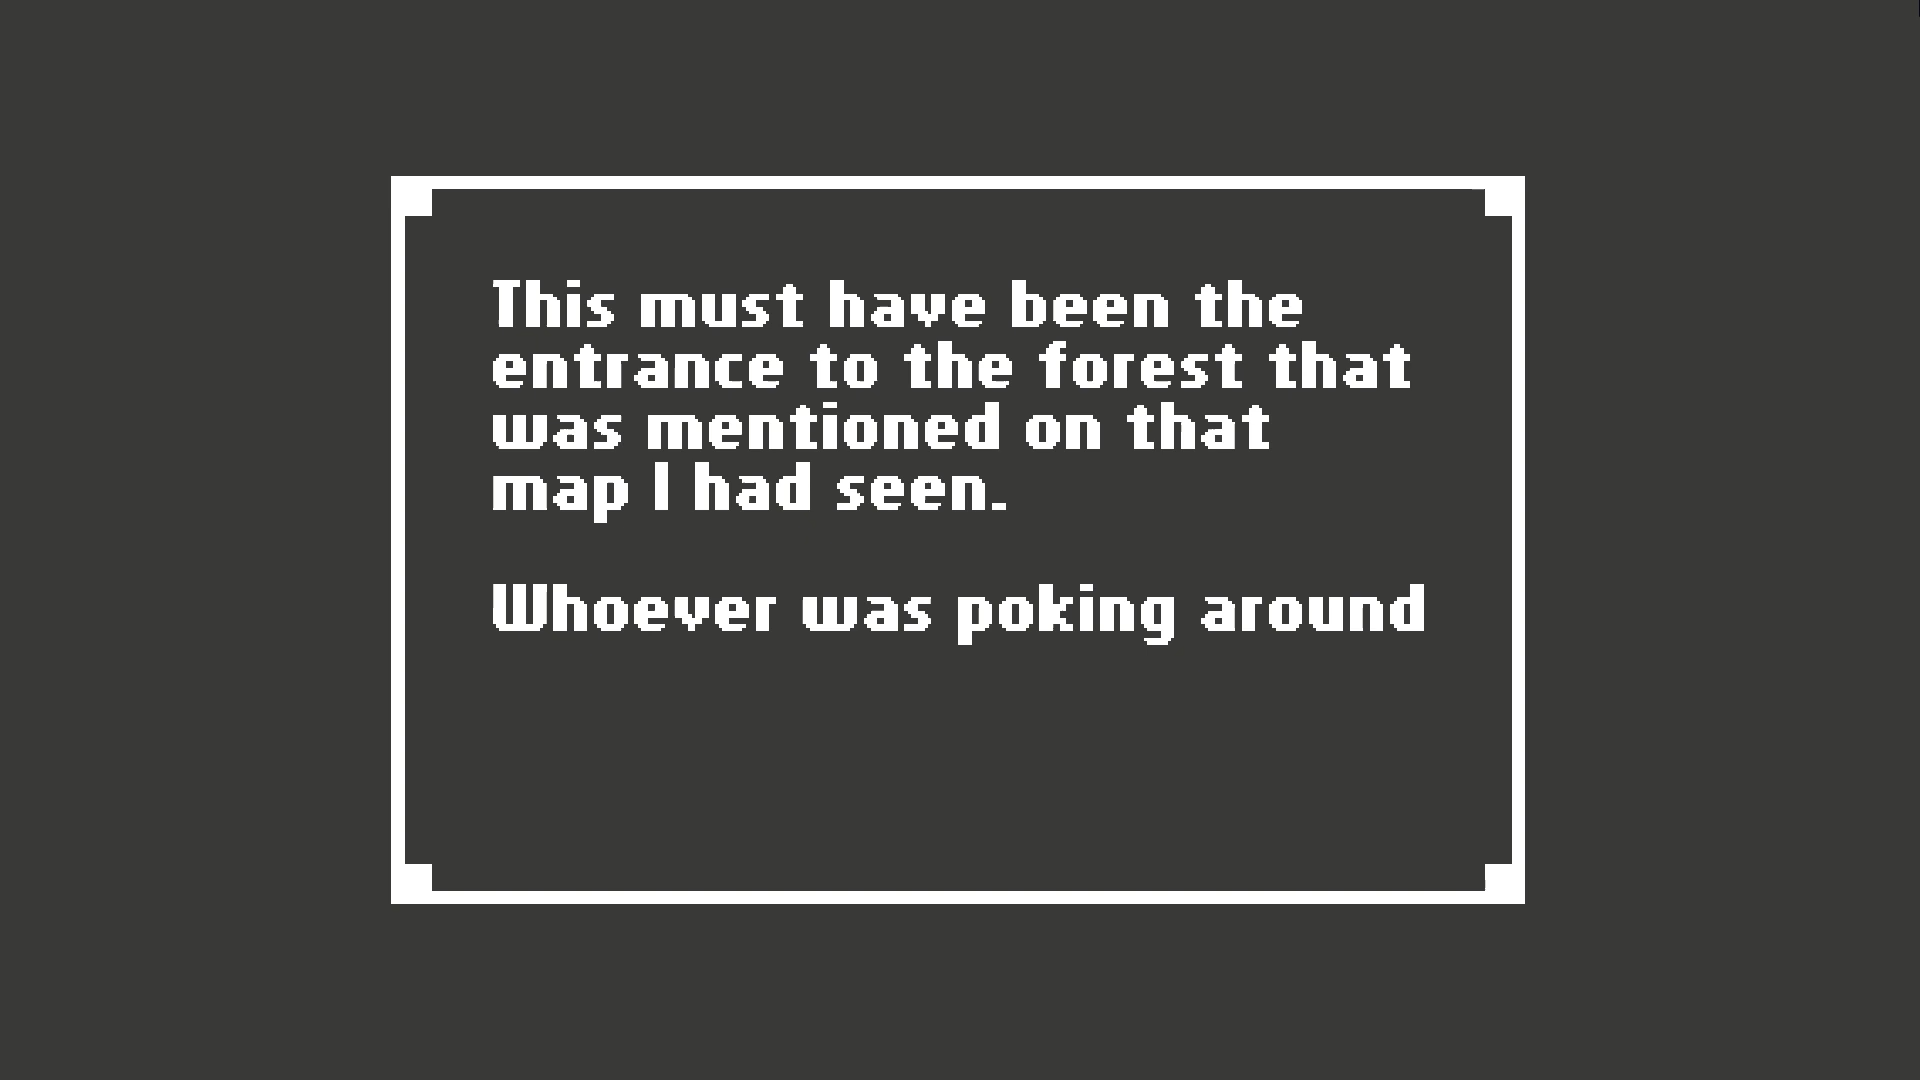 This must have been the
entrance to the forest that
was mentioned on that
map I had seen.
Whoever was poking around